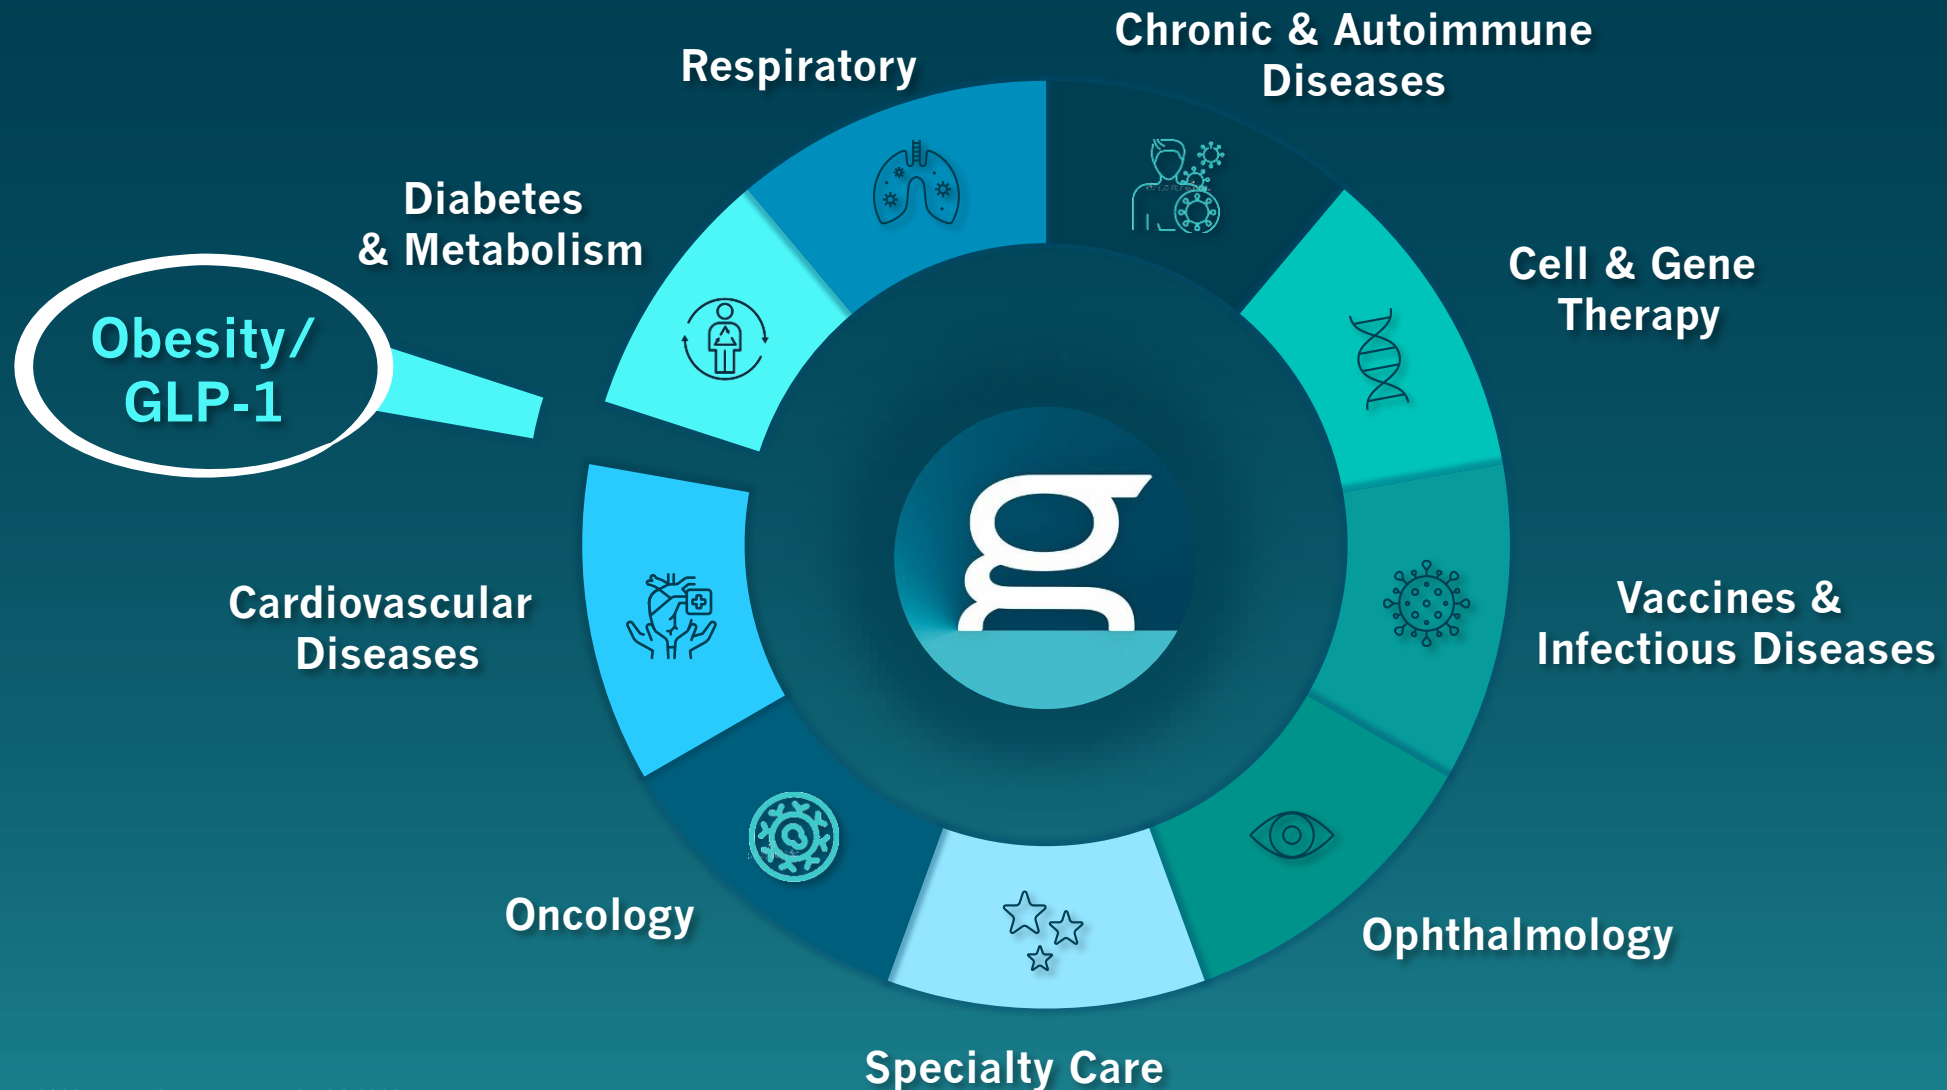 Respiratory
Chronic & Autoimmune
Diseases
Diabetes
& Metabolism
Cell & Gene
Therapy
Obesity/
GLP-1
g
Cardiovascular
Diseases
Vaccines &
Infectious Diseases
Oncology
Ophthalmology
Specialty Care